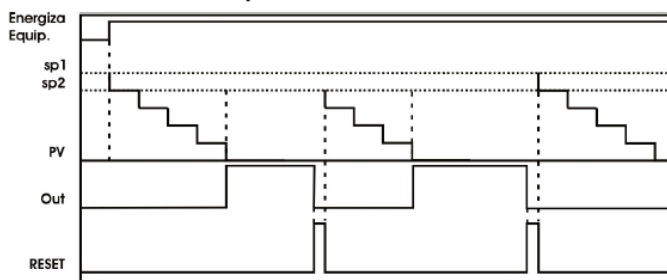 Energiza
Equip.
sp1
sp2
PV
Out
RESET